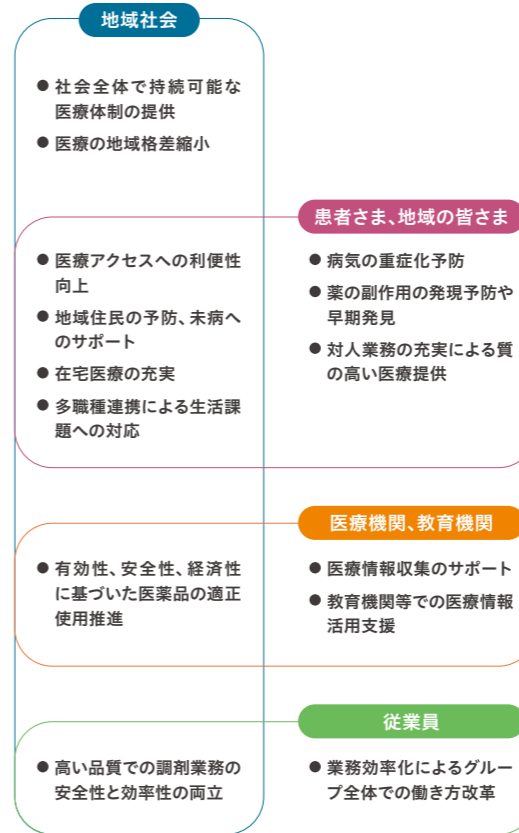 地域社会
● 社会全体で持続可能な
医療体制の提供
● 医療の地域格差縮小
患者さま、地域の皆さま
● 医療アクセスへの利便性
向上
● 地域住民の予防、未病へ
のサポート
● 在宅医療の充実
● 多職種連携による生活課
題への対応
● 病気の重症化予防
● 薬の副作用の発現予防や
早期発見
● 対人業務の充実による質
の高い医療提供
医療機関、教育機関
● 有効性、安全性、経済性
に基づいた医薬品の適正
使用推進
● 医療情報収集のサポート
● 教育機関等での医療情報
活用支援
従業員
● 高い品質での調剤業務の
安全性と効率性の両立
● 業務効率化によるグルー
プ全体での働き方改革